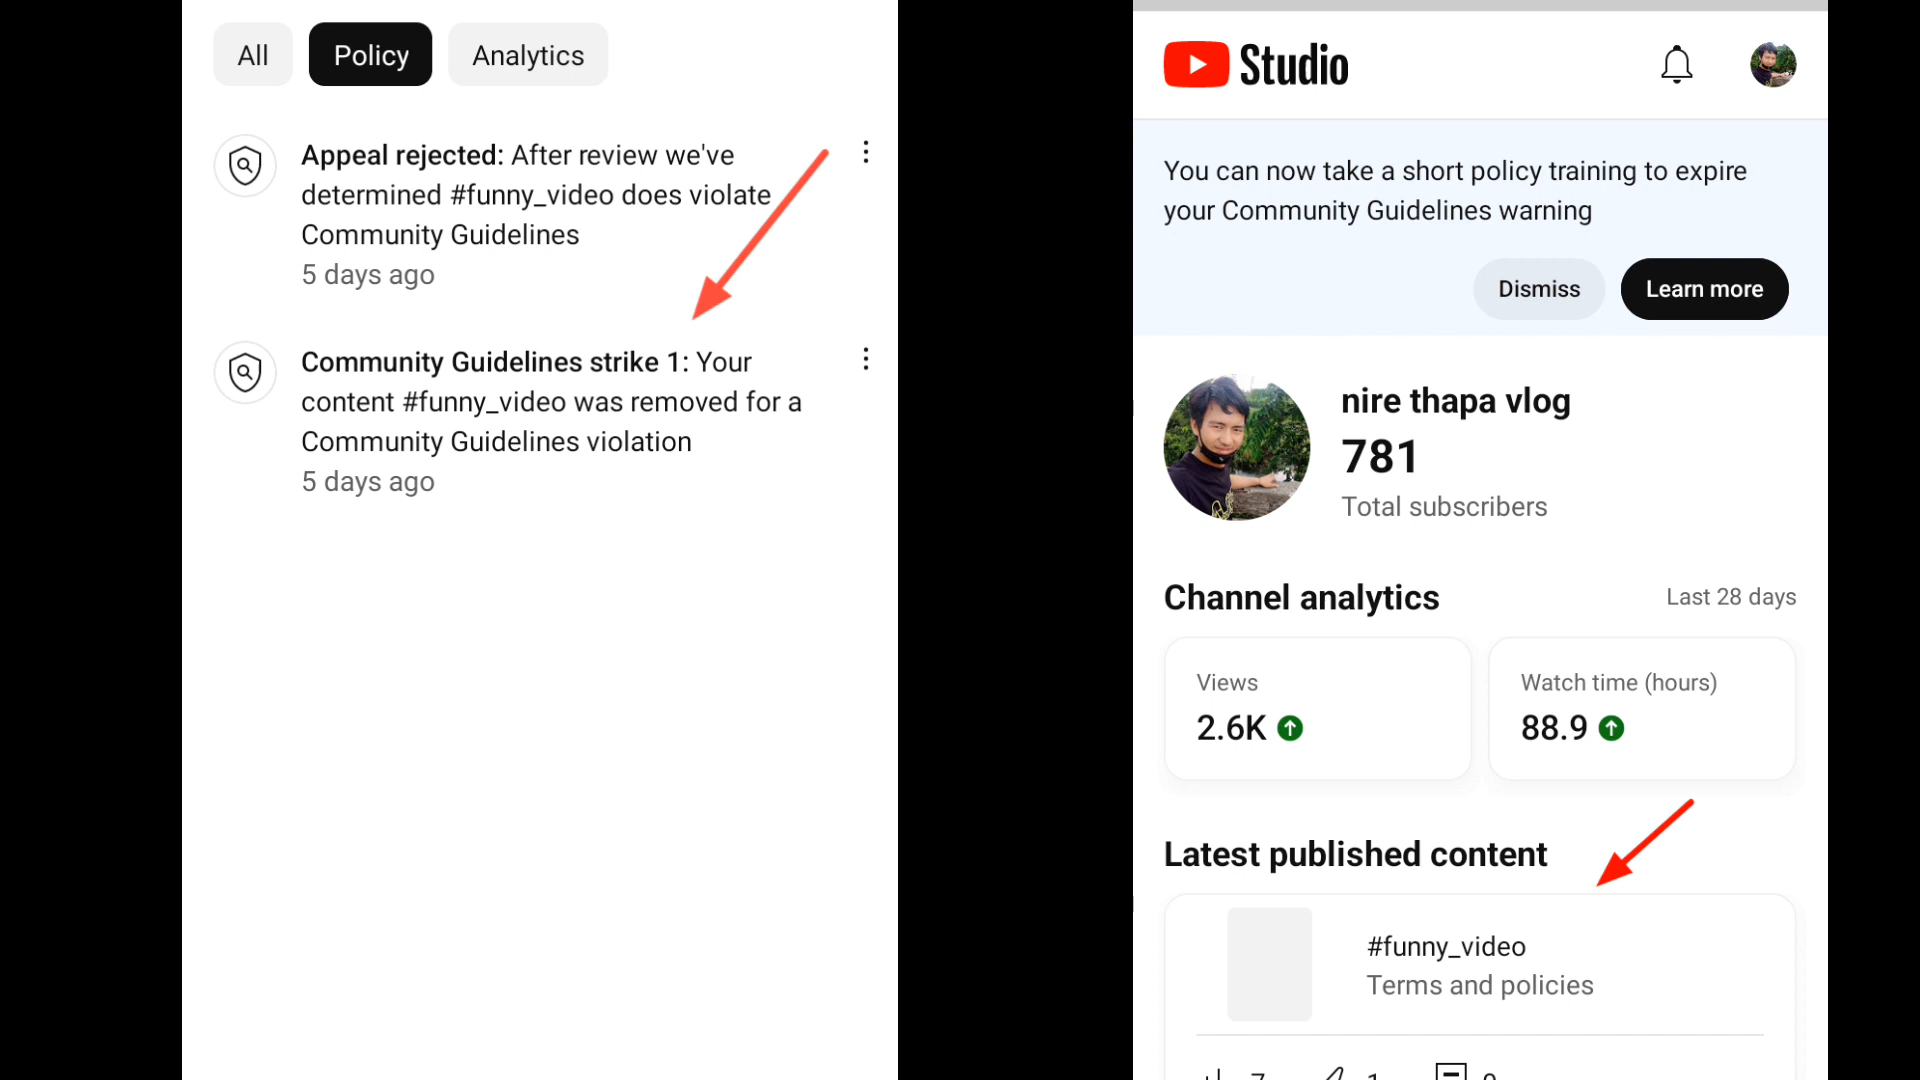 All
Policy
Analytics
Appeal rejected: After review we've
determined #funny_video does violate
Community Guidelines
5 days ago
Community Guidelines strike 1: Your
content #funny_video was removed for a
Community Guidelines violation
5 days ago
Studio
You can now take a short policy training to expire
your Community Guidelines warning
Dismiss
Learn more
nire thapa vlog
781
Total subscribers
Channel analytics
Last 28 days
Views
2.6K
Watch time (hours)
88.9
Latest published content
#funny_video
Terms and policies